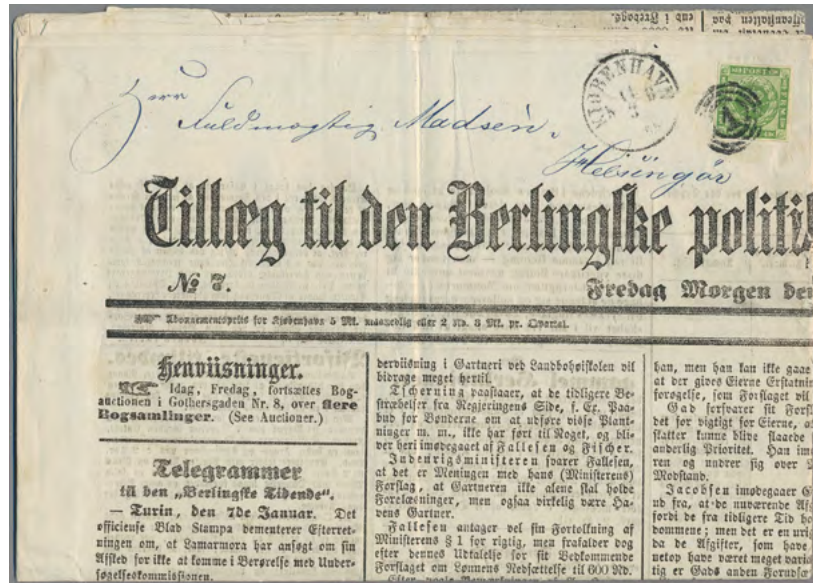 Herr
Fuldmægtig Madsen.
Helsingør
KIØBENHAVN
1
Tillæg til den Berlingske politi
№ 7.
Fredag Morgen den
Abonnementspris for Kjøbenhavn 5 Mk. maanedlig eller 2 Rd. 3 Mk. pr. Qvartal.
Henviisninger.
Idag, Fredag, fortsættes Bog-
auctionen i Gothersgaden Nr. 8, over flere
Bogsamlinger. (See Auctioner.)
Telegrammer
til den „Berlingske Tidende".
— Turin, den 7de Januar. Det
officieuse Blad Stampa dementerer Efterret-
ningen om, at Lamarmora har ansøgt om sin
Afsked for ikke at komme i Berørelse med Under-
søgelseskommissionen.
derviisning i Gartneri ved Landbohøiskolen vil
bidrage meget hertil.
Tscherning paastaaer, at de tidligere Be-
stræbelser fra Regjeringens Side, f. Ex. Paa-
bud for Bønderne om at udføre visse Plant-
ninger m. m., ikke har ført til Noget, og bli-
ver heri imødegaaet af Fallesen og Fischer.
Indenrigsministeren svarer Fallesen,
at det er Meningen med hans (Ministerens)
Forslag, at Gartneren ikke alene skal holde
Forelæsninger, men ogsaa virkelig være Ha-
vens Gartner.
Fallesen antager vel sin Fortolkning af
Ministerens § 1 for rigtig, men frafalder dog
efter dennes Udtalelse for sit Vedkommende
Forslaget om Lønnens Nedsættelse til 600 Rd.
han, men han kan ikke gaae
at der gives Eierne Erstatnin
forøgelse, som Forslaget vil
Gad forsvarer sit Forsl
det for vigtigt for Eierne, a
slatter kunne blive slaaede
anderlig Prioritet. Han im
ren og undrer sig over
Modstand.
Jacobsen imødegaaer G
ud fra, at de nuværende Afg
fordi de fra tidligere Tid ho
dommene; men det er en urig
da de Afgifter, som have
netop have været meget varia
tig er Gads anden Forudsæ